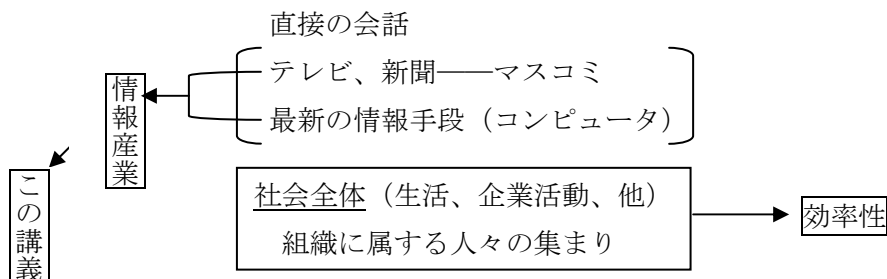 直接の会話
テレビ、新聞――マスコミ
最新の情報手段（コンピュータ）
情報産業
社会全体（生活、企業活動、他）
組織に属する人々の集まり
効率性
この講義